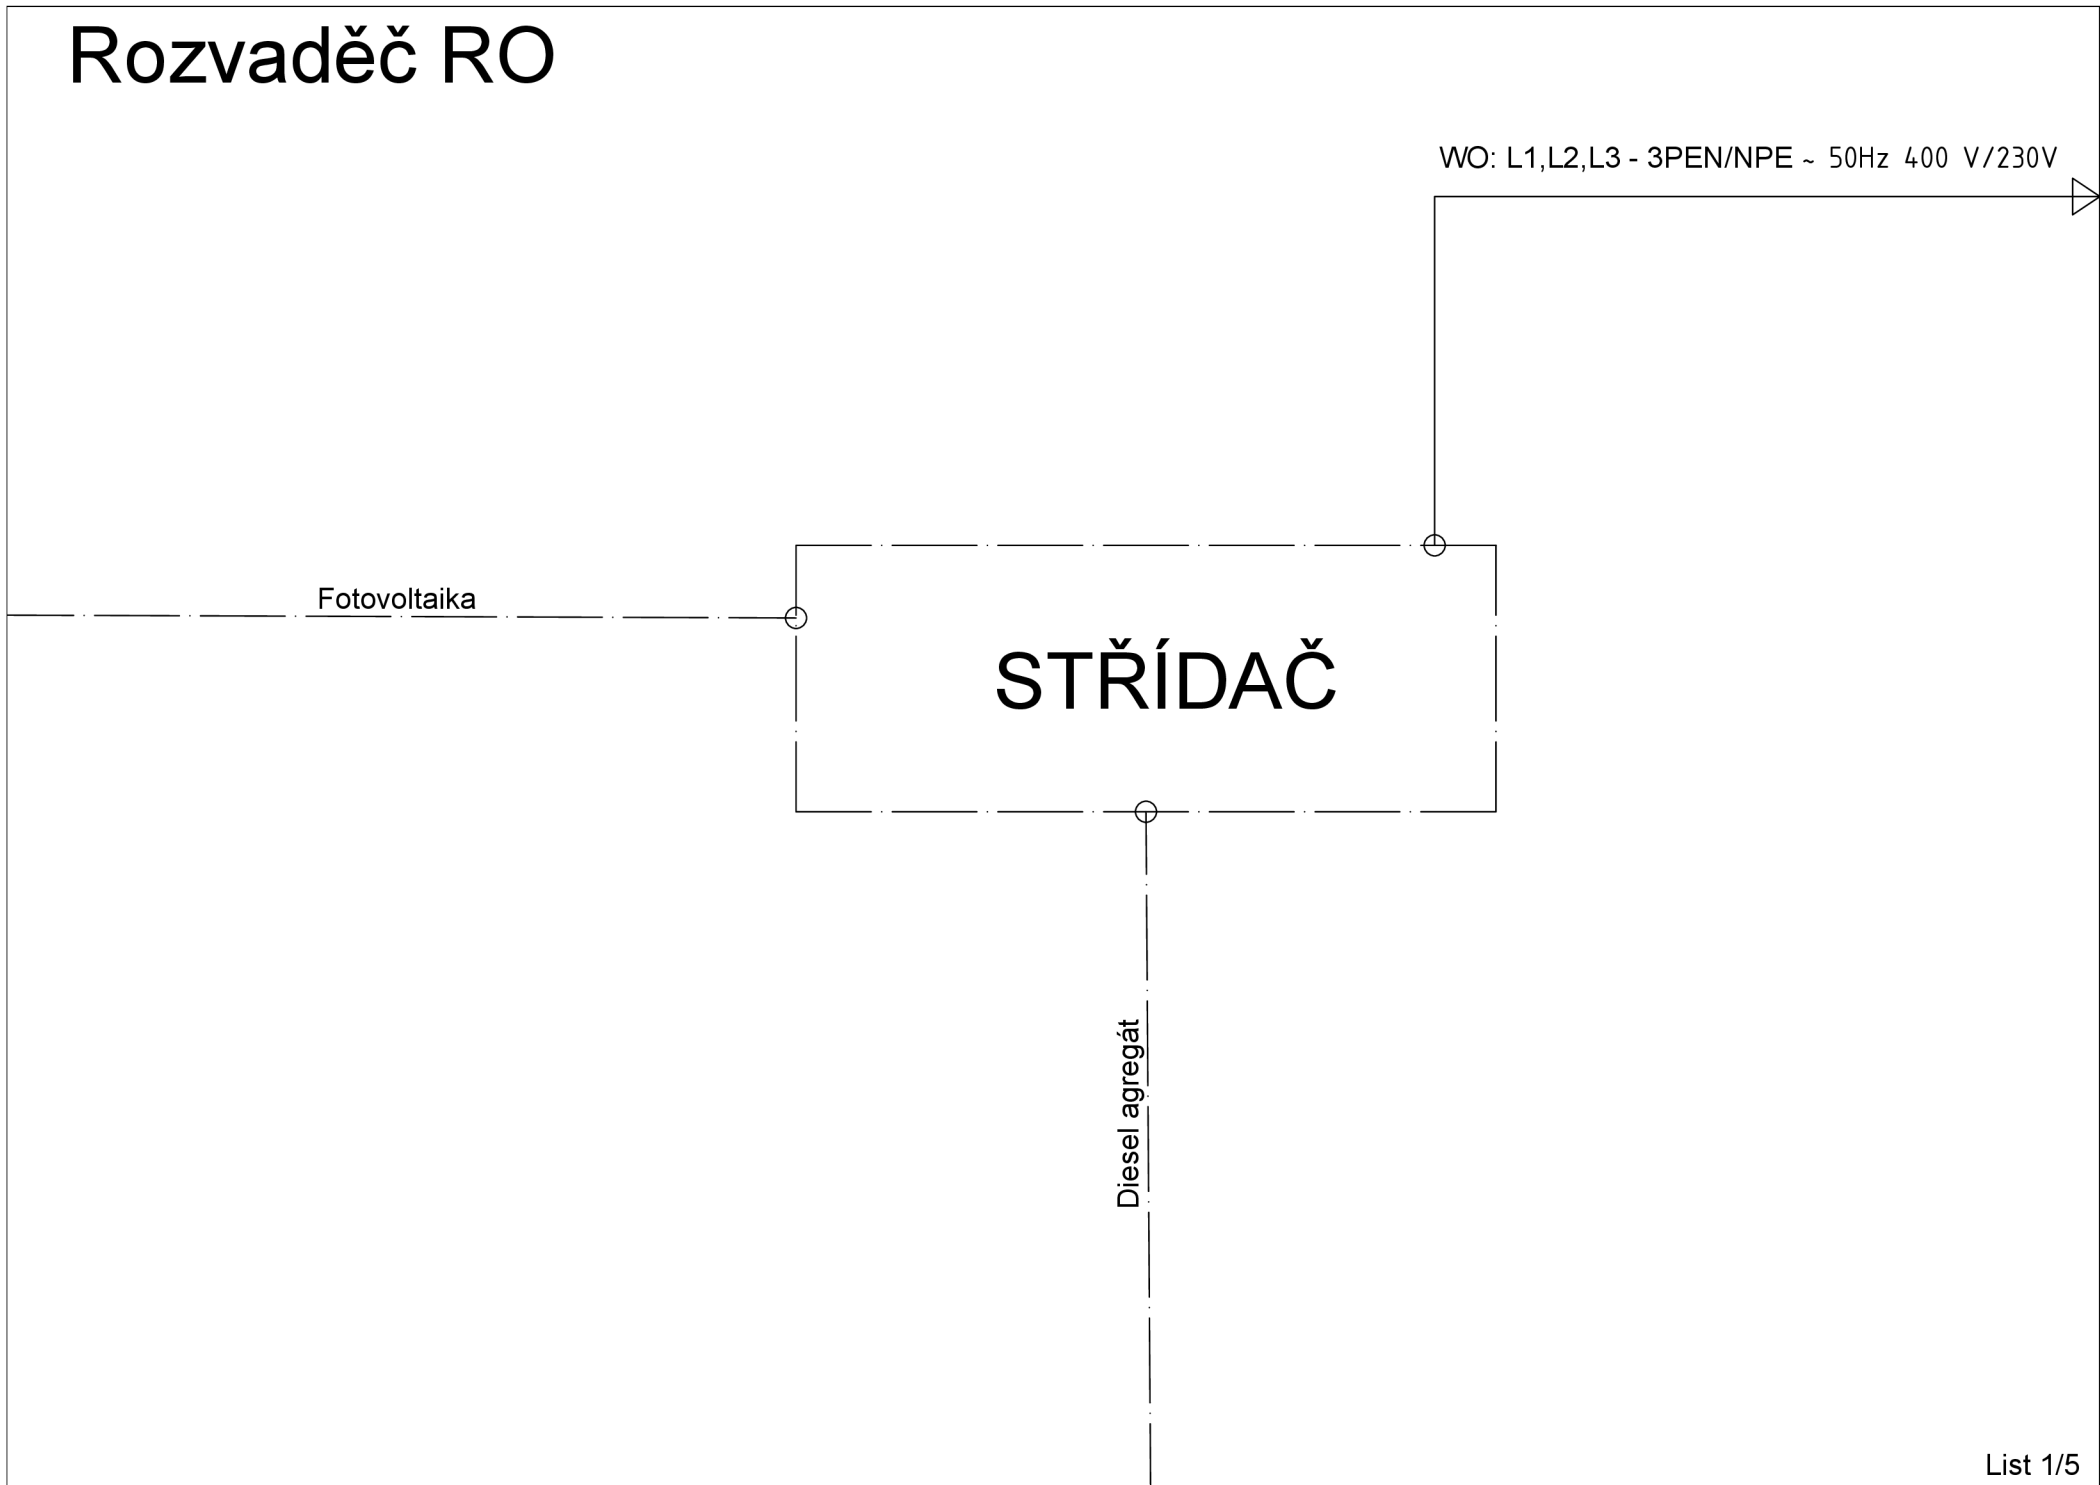 Rozvaděč RO
WO: L1,L2,L3 - 3PEN/NPE ~ 50Hz 400 V/230V
Fotovoltaika
STŘÍDAČ
Diesel agregát
List 1/5